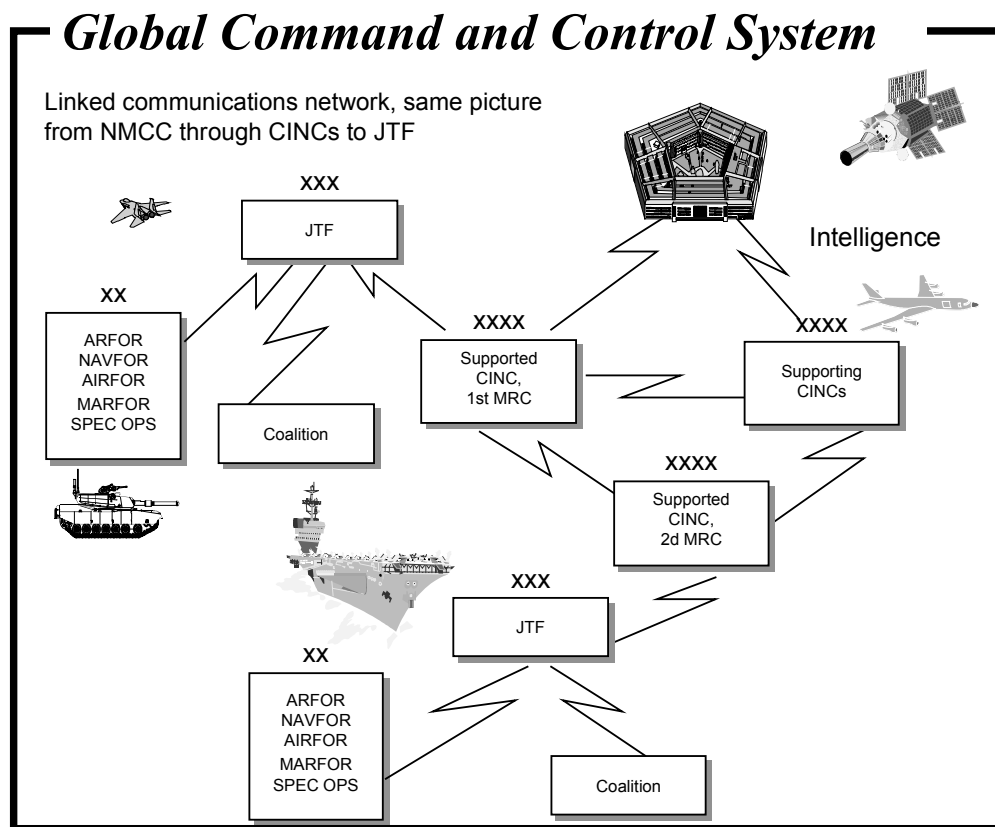 Global Command and Control System
Linked communications network, same picture
from NMCC through CINCs to JTF
XXX
JTF
Intelligence
XX
ARFOR
NAVFOR
AIRFOR
MARFOR
SPEC OPS
Coalition
XXXX
Supported
CINC,
1st MRC
XXXX
Supporting
CINCs
XXXX
Supported
CINC,
2d MRC
XXX
JTF
XX
ARFOR
NAVFOR
AIRFOR
MARFOR
SPEC OPS
Coalition